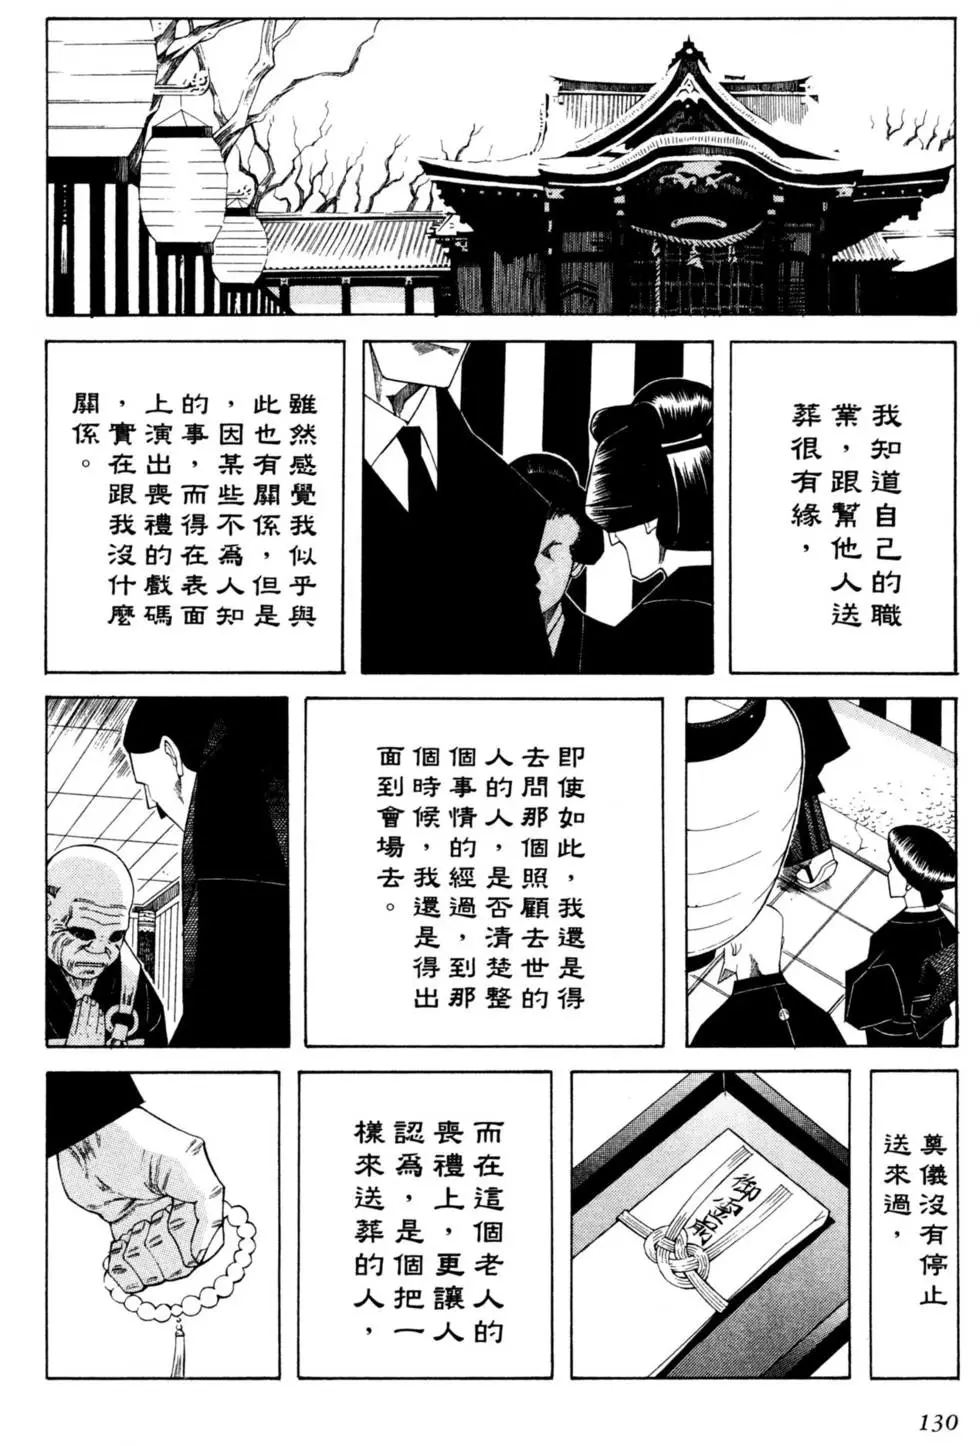 我知道自己的職
業，跟幫他人送
葬很有緣，
雖然感覺我似乎與
此也有關係，但是
，因某些不為人知
的事，而得在表面
上演出喪禮的戲碼
，實在跟我沒什麼
關係。
即使如此，我還是得
去問那個照顧去世的
人的人，是否清楚整
個事情的經過，到那
個時候，我還是得出
面到會場去。
奠儀沒有停止
送來過，
御霊前
而在這個老人的
喪禮上，更讓人
認為，是個把一
樣來送葬的人，
130